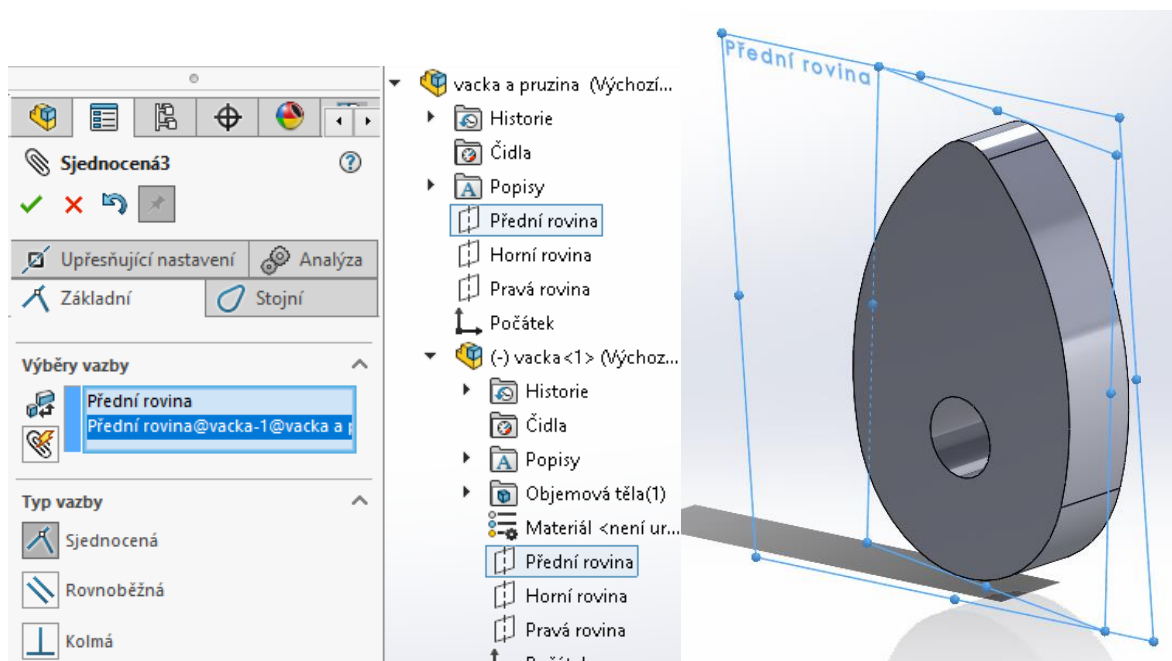 Sjednocená3
Upřesňující nastavení
Analýza
Základní
Stojní
Výběry vazby
Přední rovina
Přední rovina@vacka-1@vacka a p
Typ vazby
Sjednocená
Rovnoběžná
Kolmá
vacka a pruzina (Výchozí...
Historie
Čidla
Popisy
Přední rovina
Horní rovina
Pravá rovina
Počátek
(-) vacka<1> (Výchoz...
Historie
Čidla
Popisy
Objemová těla(1)
Materiál <není ur...
Přední rovina
Horní rovina
Pravá rovina
Přední rovina